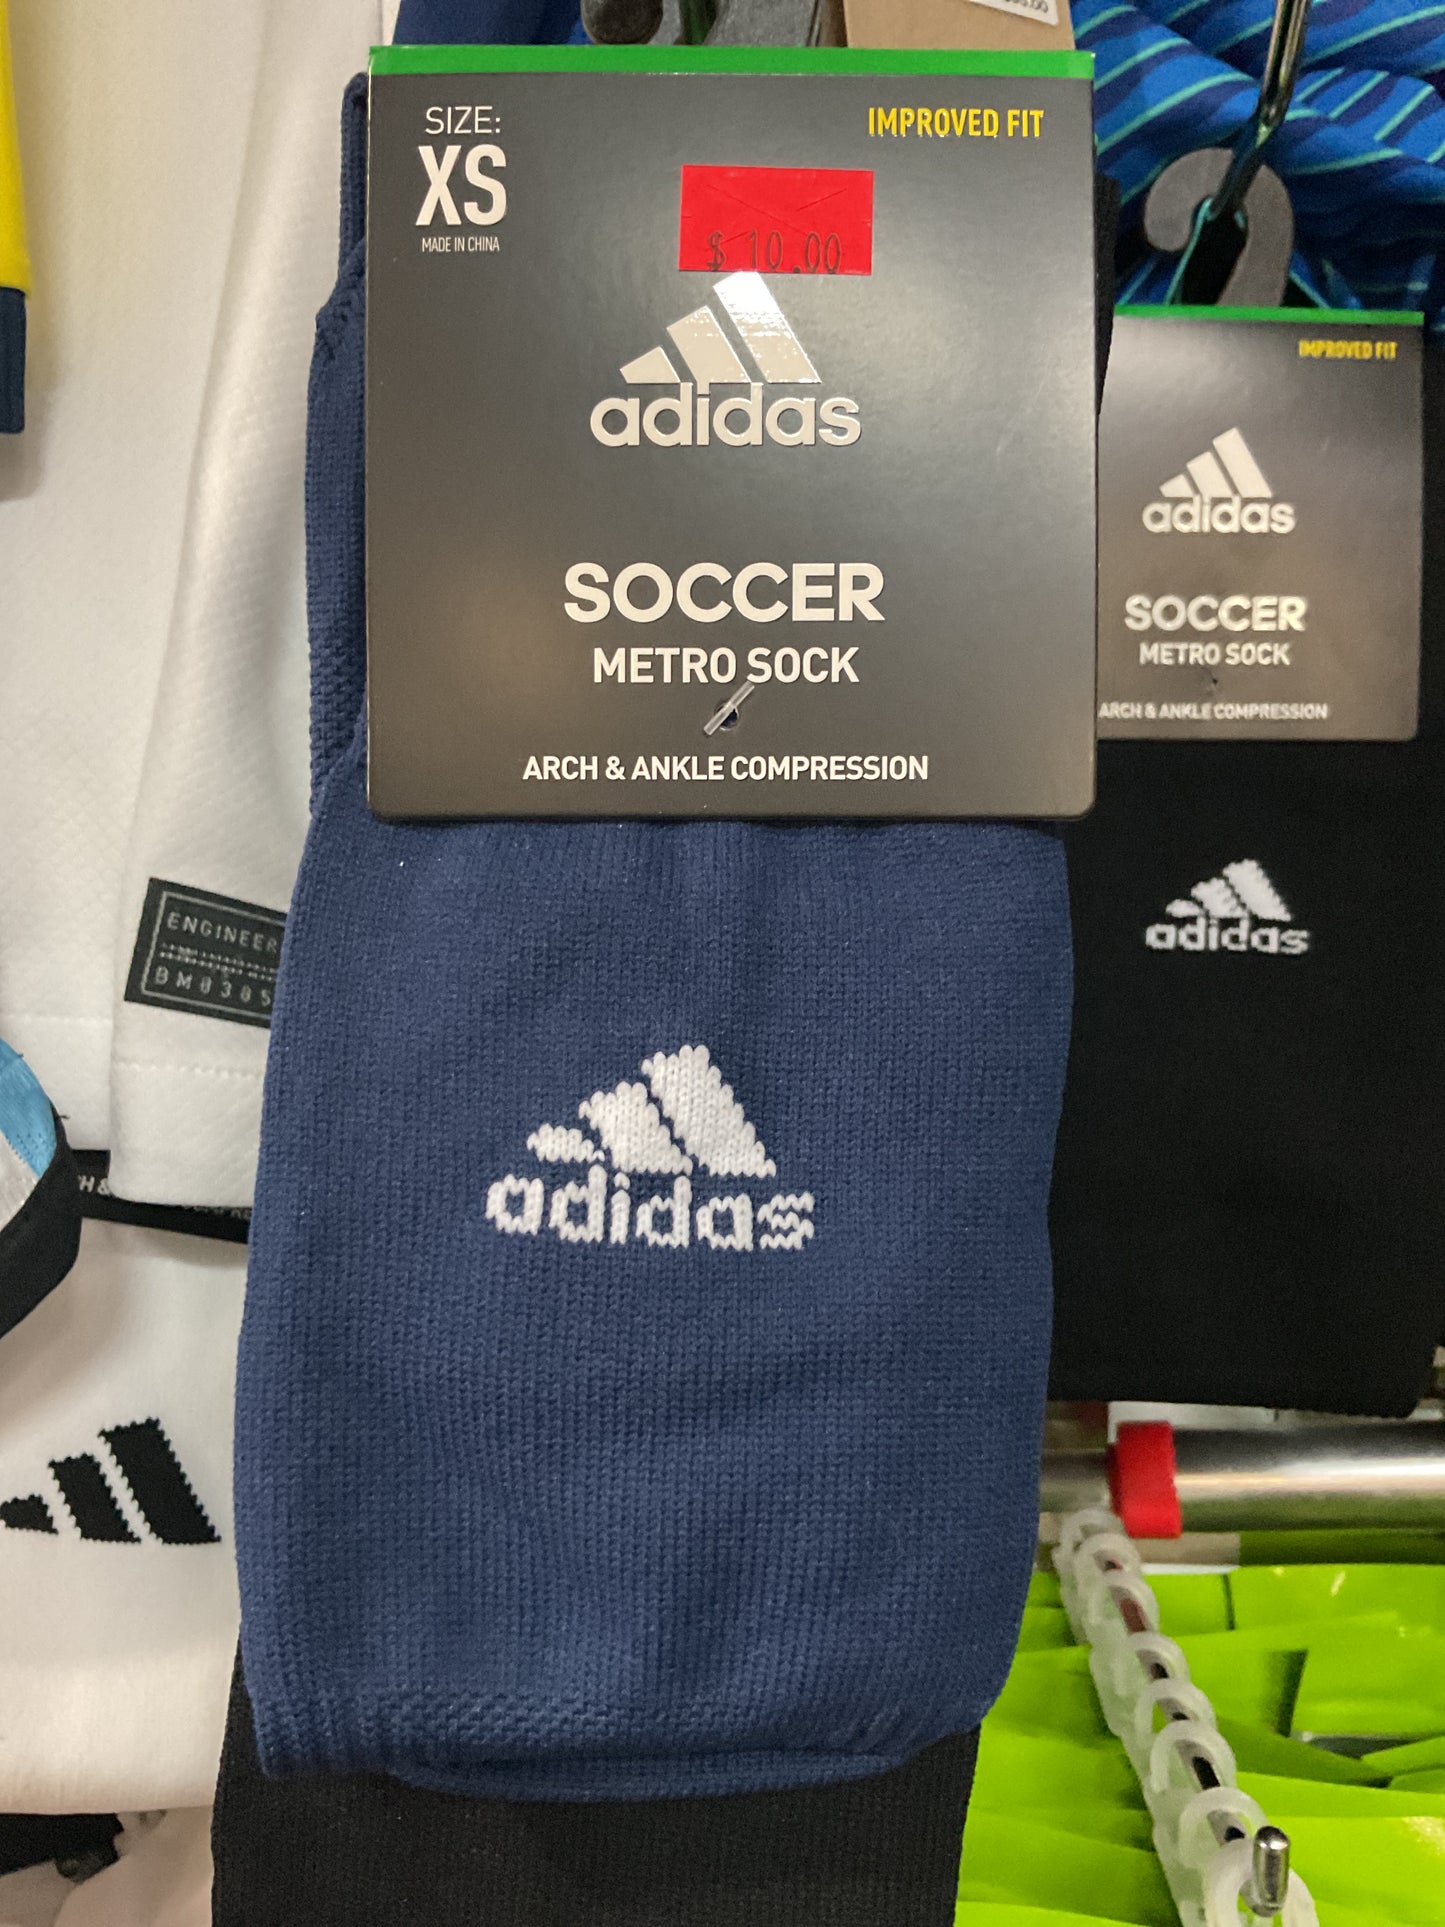 SIZE:
XS
MADE IN CHINA
IMPROVED FIT
$ 10.00
adidas
SOCCER
METRO SOCK
ARCH & ANKLE COMPRESSION
adidas
IMPROVED FIT
adidas
SOCCER
METRO SOCK
ARCH & ANKLE COMPRESSION
adidas
ENGINEER
BM0305